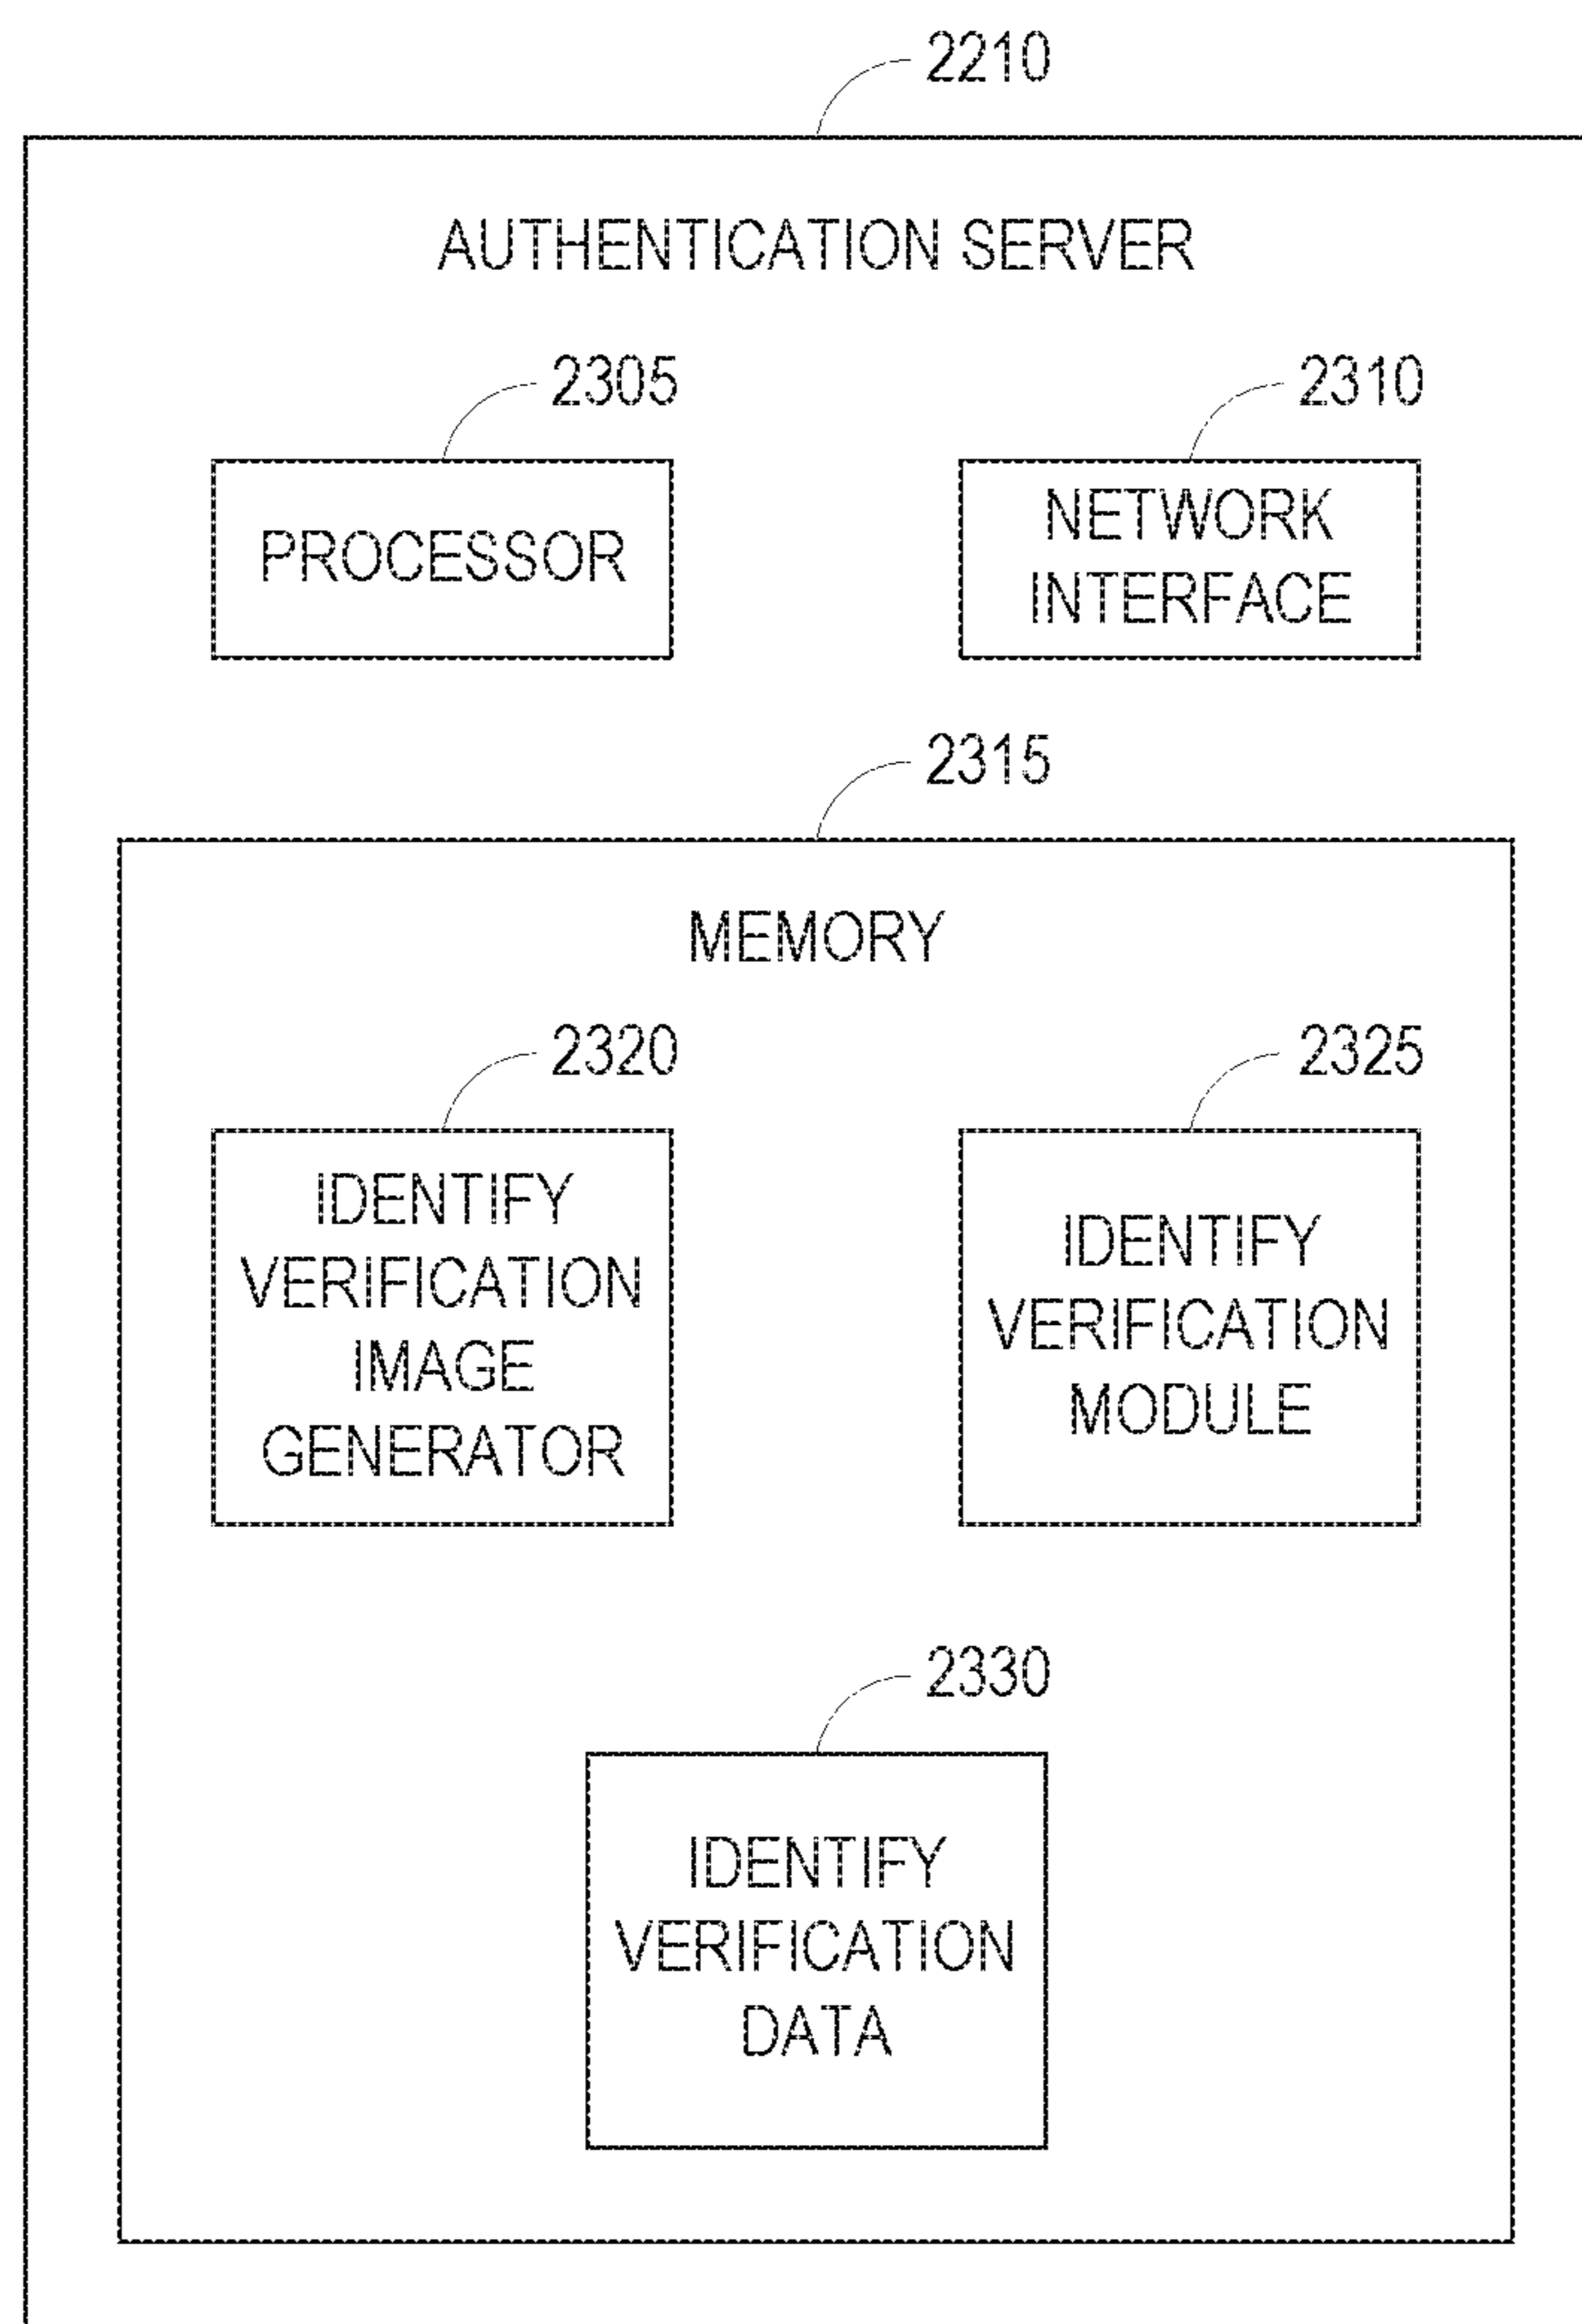 2210
AUTHENTICATION SERVER
2305
2310
PROCESSOR
NETWORK
INTERFACE
2315
MEMORY
2320
2325
IDENTIFY
VERIFICATION
IMAGE
GENERATOR
IDENTIFY
VERIFICATION
MODULE
2330
IDENTIFY
VERIFICATION
DATA